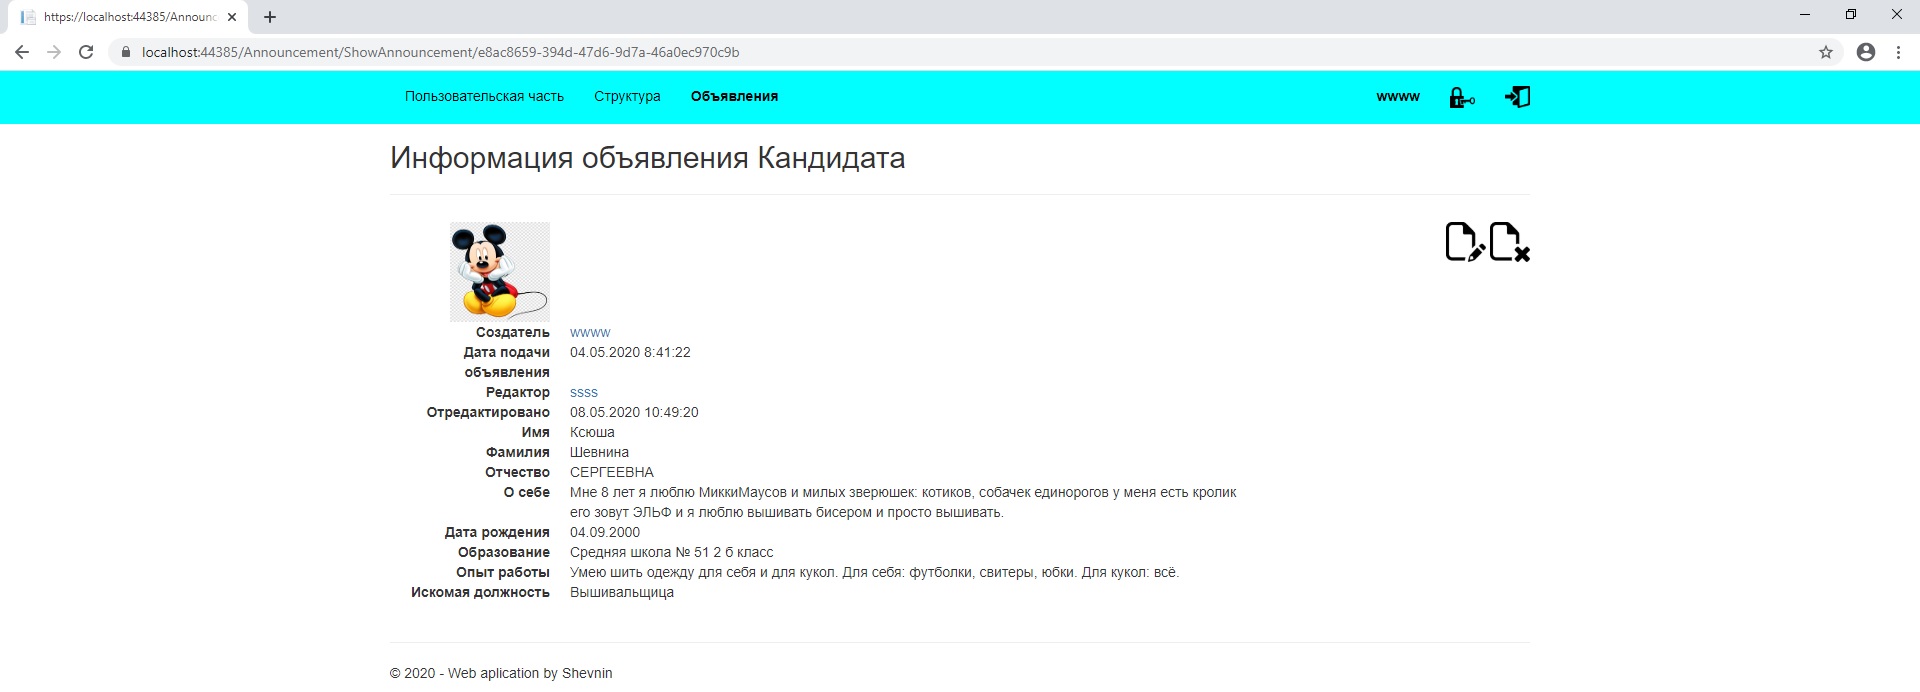 https://localhost:44385/Announc
localhost:44385/Announcement/ShowAnnouncement/e8ac8659-394d-47d6-9d7a-46a0ec970c9b
Пользовательская часть Структура Объявления wwww
Информация объявления Кандидата
Создатель wwww
Дата подачи 04.05.2020 8:41:22
объявления
Редактор ssss
Отредактировано 08.05.2020 10:49:20
Имя Ксюша
Фамилия Шевнина
Отчество СЕРГЕЕВНА
О себе Мне 8 лет я люблю МиккиМаусов и милых зверюшек: котиков, собачек единорогов у меня есть кролик
его зовут ЭЛЬФ и я люблю вышивать бисером и просто вышивать.
Дата рождения 04.09.2000
Образование Средняя школа № 51 2 б класс
Опыт работы Умею шить одежду для себя и для кукол. Для себя: футболки, свитеры, юбки. Для кукол: всё.
Искомая должность Вышивальщица
© 2020 - Web aplication by Shevnin